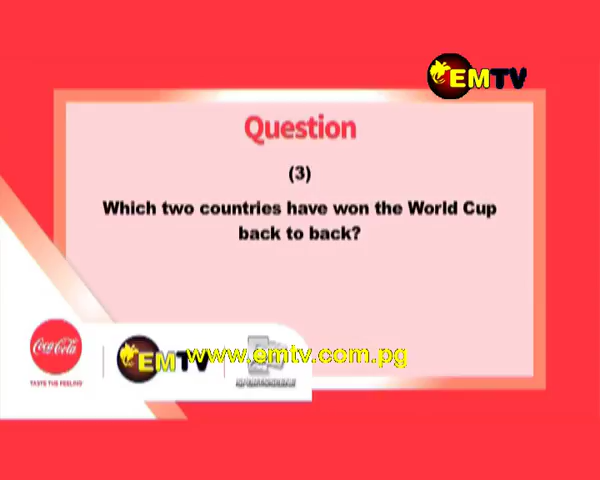 EMTV
Question
(3)
Which two countries have won the World Cup
back to back?
Coca-Cola
TASTE THE FEELING
EMTV
www.emtv.com.pg
SPORTSSCENE